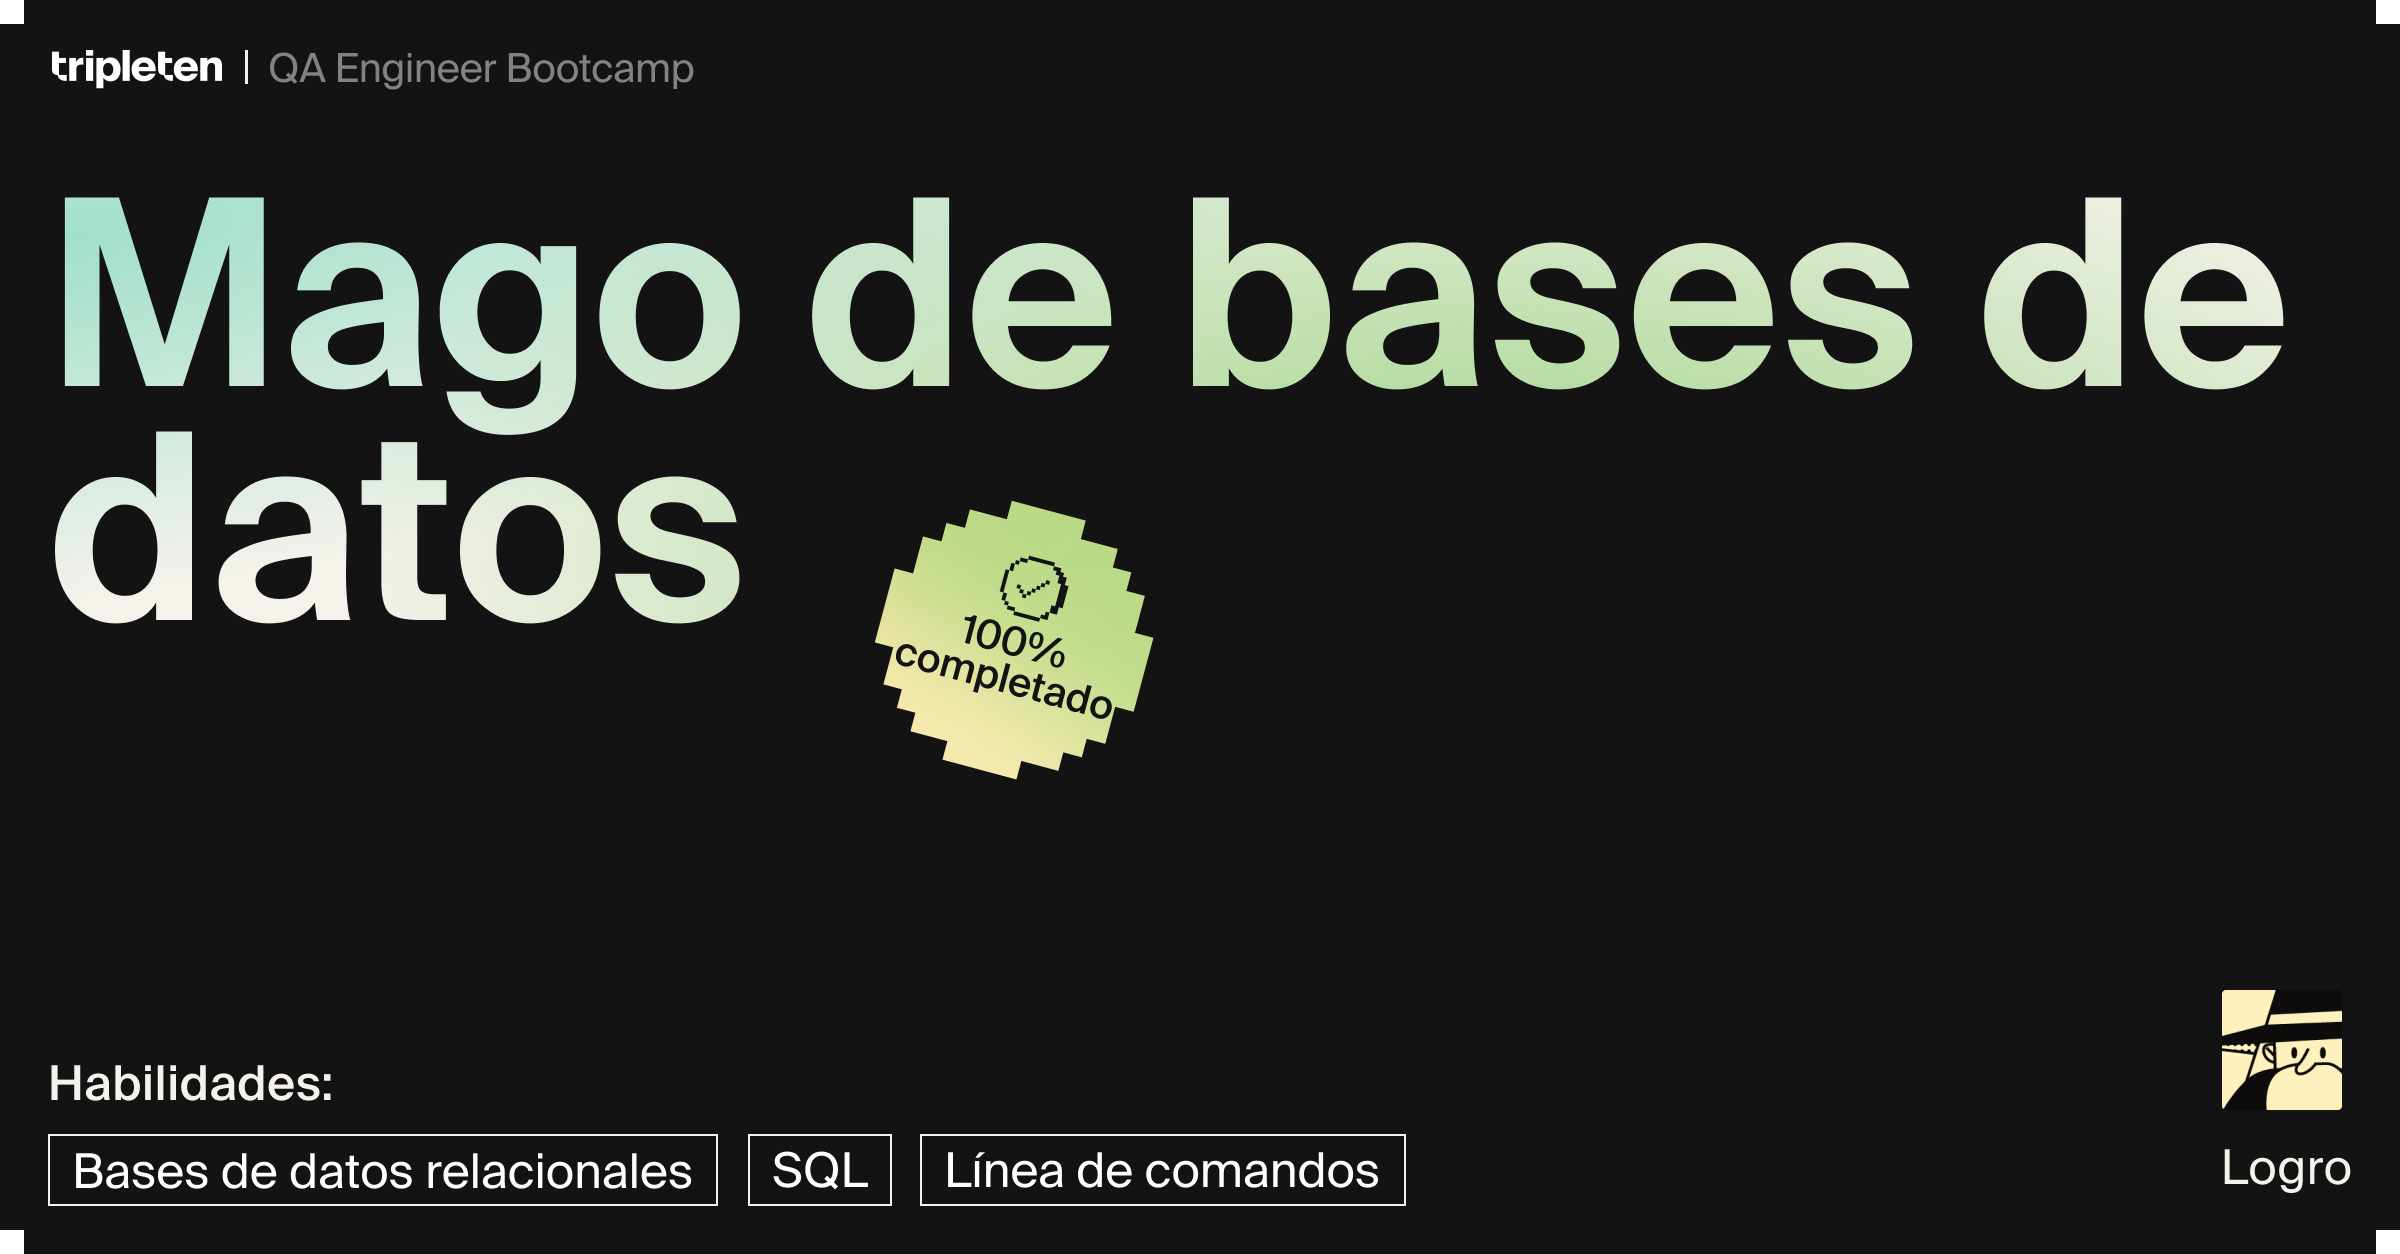 tripleten | QA Engineer Bootcamp
Mago de bases de
datos
100%
completado
Habilidades:
Bases de datos relacionales
SQL
Línea de comandos
Logro